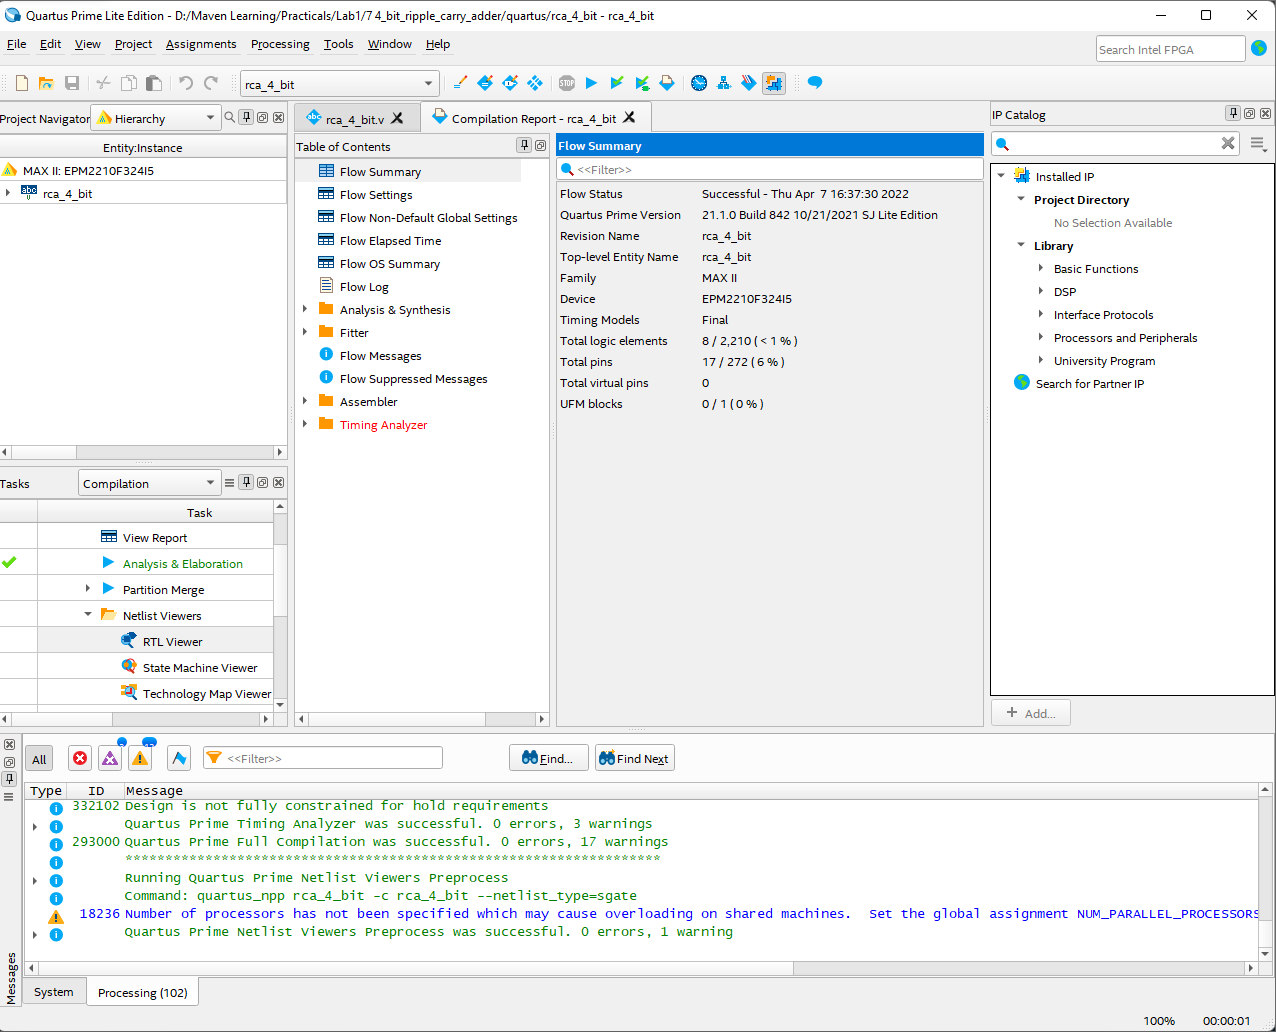 Quartus Prime Lite Edition - D:/Maven Learning/Practicals/Lab1/7 4_bit_ripple_carry_adder/quartus/rca_4_bit - rca_4_bit
File Edit View Project Assignments Processing Tools Window Help
Search Intel FPGA
rca_4_bit
Project Navigator Hierarchy
Entity:Instance
MAX II: EPM2210F324I5
rca_4_bit
rca_4_bit.v
Compilation Report - rca_4_bit
Table of Contents
Flow Summary
Flow Settings
Flow Non-Default Global Settings
Flow Elapsed Time
Flow OS Summary
Flow Log
Analysis & Synthesis
Fitter
Flow Messages
Flow Suppressed Messages
Assembler
Timing Analyzer
Flow Summary
<<Filter>>
Flow Status Successful - Thu Apr 7 16:37:30 2022
Quartus Prime Version 21.1.0 Build 842 10/21/2021 SJ Lite Edition
Revision Name rca_4_bit
Top-level Entity Name rca_4_bit
Family MAX II
Device EPM2210F324I5
Timing Models Final
Total logic elements 8 / 2,210 ( < 1 % )
Total pins 17 / 272 ( 6 % )
Total virtual pins 0
UFM blocks 0 / 1 ( 0 % )
IP Catalog
Installed IP
Project Directory
No Selection Available
Library
Basic Functions
DSP
Interface Protocols
Processors and Peripherals
University Program
Search for Partner IP
+ Add...
Tasks Compilation
Task
View Report
Analysis & Elaboration
Partition Merge
Netlist Viewers
RTL Viewer
State Machine Viewer
Technology Map Viewer
All
<<Filter>>
Find...
Find Next
Type ID Message
332102 Design is not fully constrained for hold requirements
Quartus Prime Timing Analyzer was successful. 0 errors, 3 warnings
293000 Quartus Prime Full Compilation was successful. 0 errors, 17 warnings
*******************************************************************
Running Quartus Prime Netlist Viewers Preprocess
Command: quartus_npp rca_4_bit -c rca_4_bit --netlist_type=sgate
18236 Number of processors has not been specified which may cause overloading on shared machines. Set the global assignment NUM_PARALLEL_PROCESSORS
Quartus Prime Netlist Viewers Preprocess was successful. 0 errors, 1 warning
Messages
System
Processing (102)
100% 00:00:01